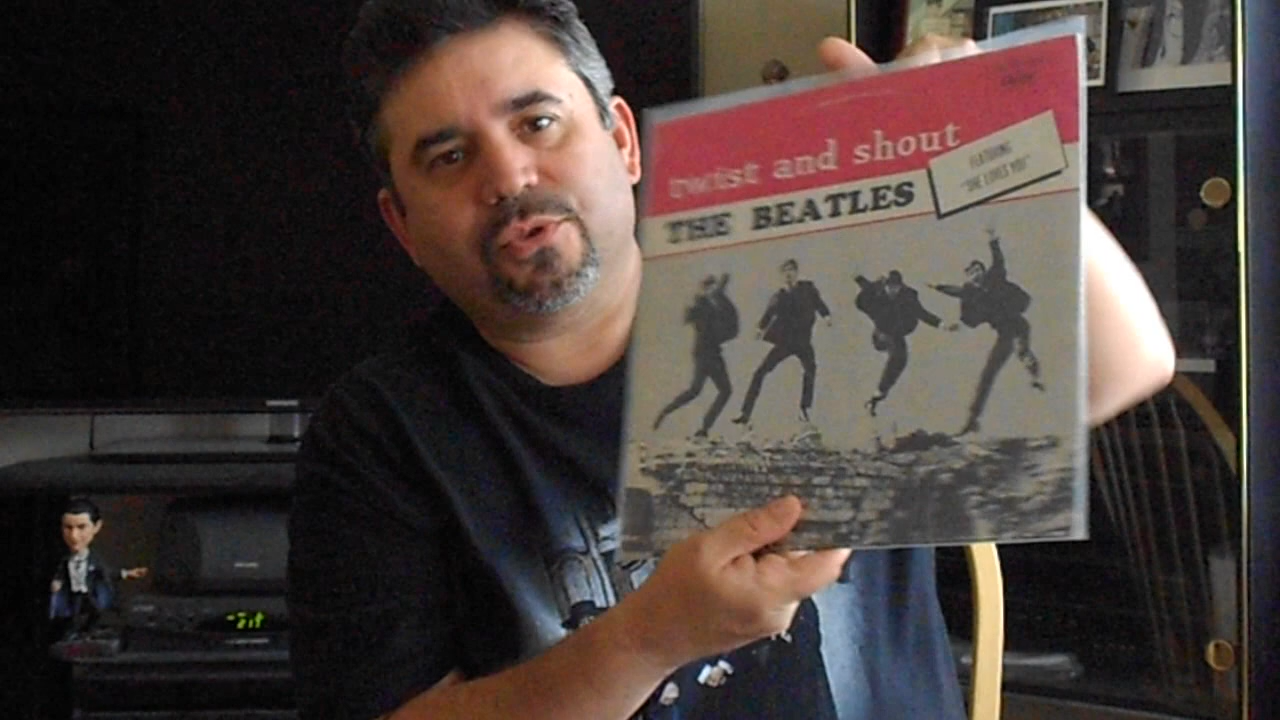 twist and shout
THE BEATLES
FEATURING
"SHE LOVES YOU"